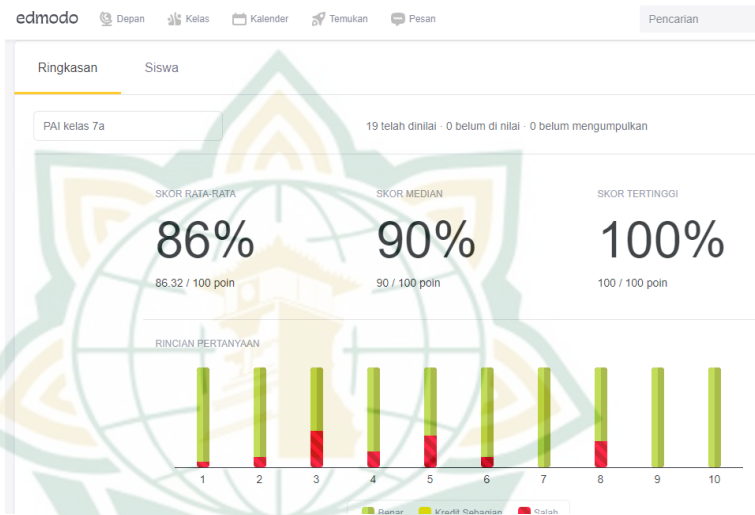 edmodo Depan Kelas Kalender Temukan Pesan Pencarian
Ringkasan Siswa
PAI kelas 7a 19 telah dinilai · 0 belum di nilai · 0 belum mengumpulkan
SKOR RATA-RATA SKOR MEDIAN SKOR TERTINGGI
86% 90% 100%
86.32 / 100 poin 90 / 100 poin 100 / 100 poin
RINCIAN PERTANYAAN
1 2 3 4 5 6 7 8 9 10
Benar Kredit Sebagian Salah